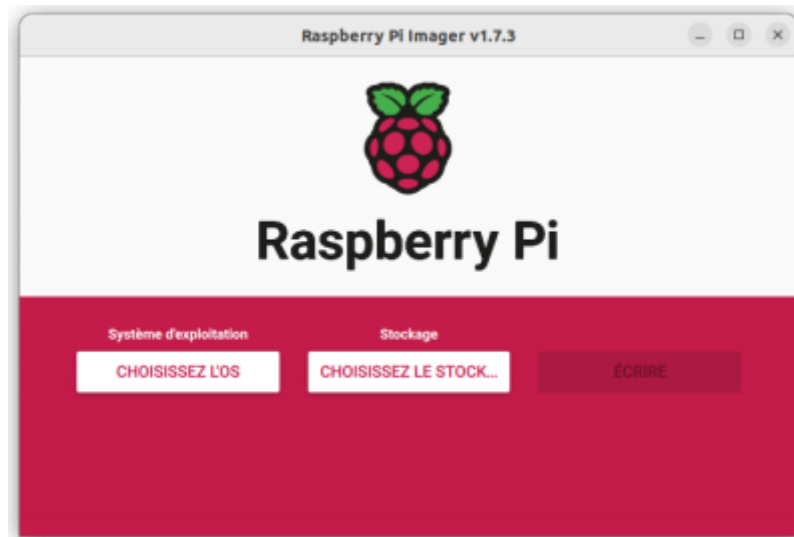 Raspberry Pi Imager v1.7.3
Raspberry Pi
Système d'exploitation
Stockage
CHOISISSEZ L'OS
CHOISISSEZ LE STOCK...
ÉCRIRE